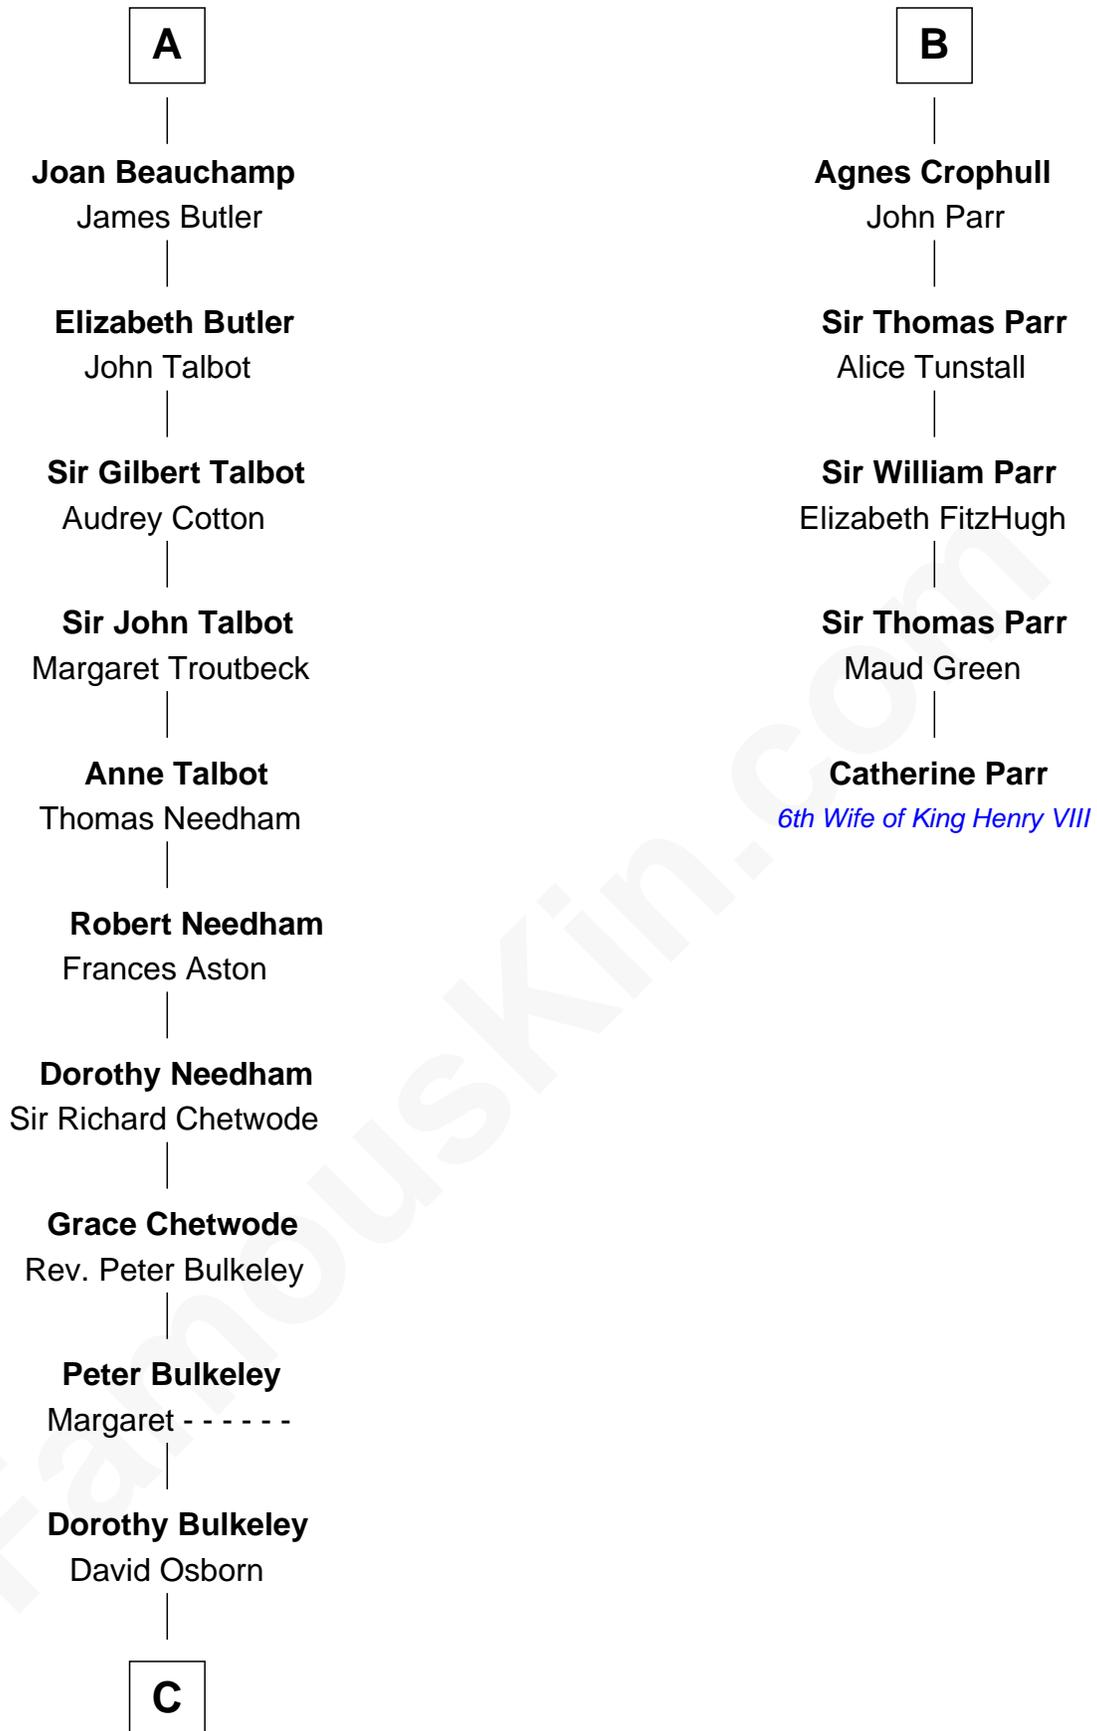 A
Joan Beauchamp
James Butler
Elizabeth Butler
John Talbot
Sir Gilbert Talbot
Audrey Cotton
Sir John Talbot
Margaret Troutbeck
Anne Talbot
Thomas Needham
Robert Needham
Frances Aston
Dorothy Needham
Sir Richard Chetwode
Grace Chetwode
Rev. Peter Bulkeley
Peter Bulkeley
Margaret - - - - - -
Dorothy Bulkeley
David Osborn
C
B
Agnes Crophull
John Parr
Sir Thomas Parr
Alice Tunstall
Sir William Parr
Elizabeth FitzHugh
Sir Thomas Parr
Maud Green
Catherine Parr
6th Wife of King Henry VIII
FamousKin.com